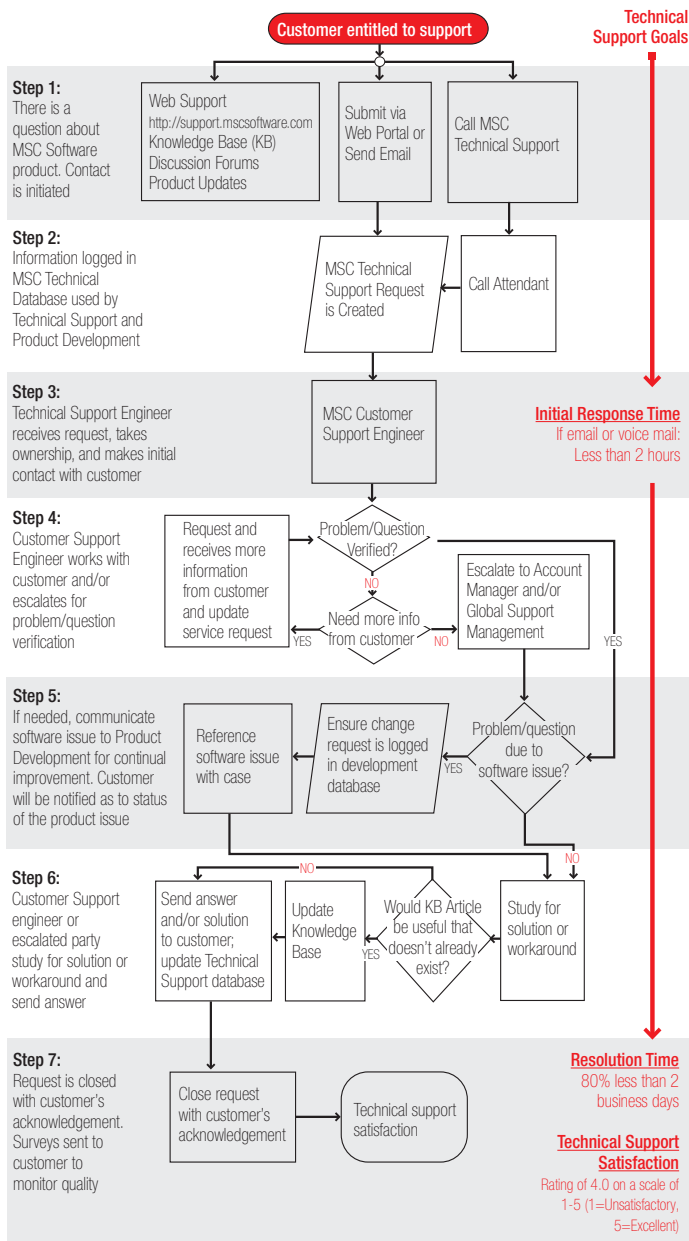 Customer entitled to support
Technical
Support Goals
Step 1:
There is a
question about
MSC Software
product. Contact
is initiated
Web Support
http://support.mscsoftware.com
Knowledge Base (KB)
Discussion Forums
Product Updates
Submit via
Web Portal or
Send Email
Call MSC
Technical Support
Step 2:
Information logged in
MSC Technical
Database used by
Technical Support and
Product Development
MSC Technical
Support Request
is Created
Call Attendant
Step 3:
Technical Support Engineer
receives request, takes
ownership, and makes initial
contact with customer
MSC Customer
Support Engineer
Initial Response Time
If email or voice mail:
Less than 2 hours
Step 4:
Customer Support
Engineer works with
customer and/or
escalates for
problem/question
verification
Request and
receives more
information
from customer
and update
service request
Problem/Question
Verified?
NO
Need more info
from customer
YES
NO
Escalate to Account
Manager and/or
Global Support
Management
YES
Step 5:
If needed, communicate
software issue to Product
Development for continual
improvement. Customer
will be notified as to status
of the product issue
Reference
software issue
with case
Ensure change
request is logged
in development
database
YES
Problem/question
due to
software issue?
NO
NO
Step 6:
Customer Support
engineer or
escalated party
study for solution or
workaround and
send answer
Send answer
and/or solution
to customer;
update Technical
Support database
Update
Knowledge
Base
YES
Would KB Article
be useful that
doesn't already
exist?
Study for
solution or
workaround
Step 7:
Request is closed
with customer's
acknowledgement.
Surveys sent to
customer to
monitor quality
Close request
with customer's
acknowledgement
Technical support
satisfaction
Resolution Time
80% less than 2
business days
Technical Support
Satisfaction
Rating of 4.0 on a scale of
1-5 (1=Unsatisfactory,
5=Excellent)